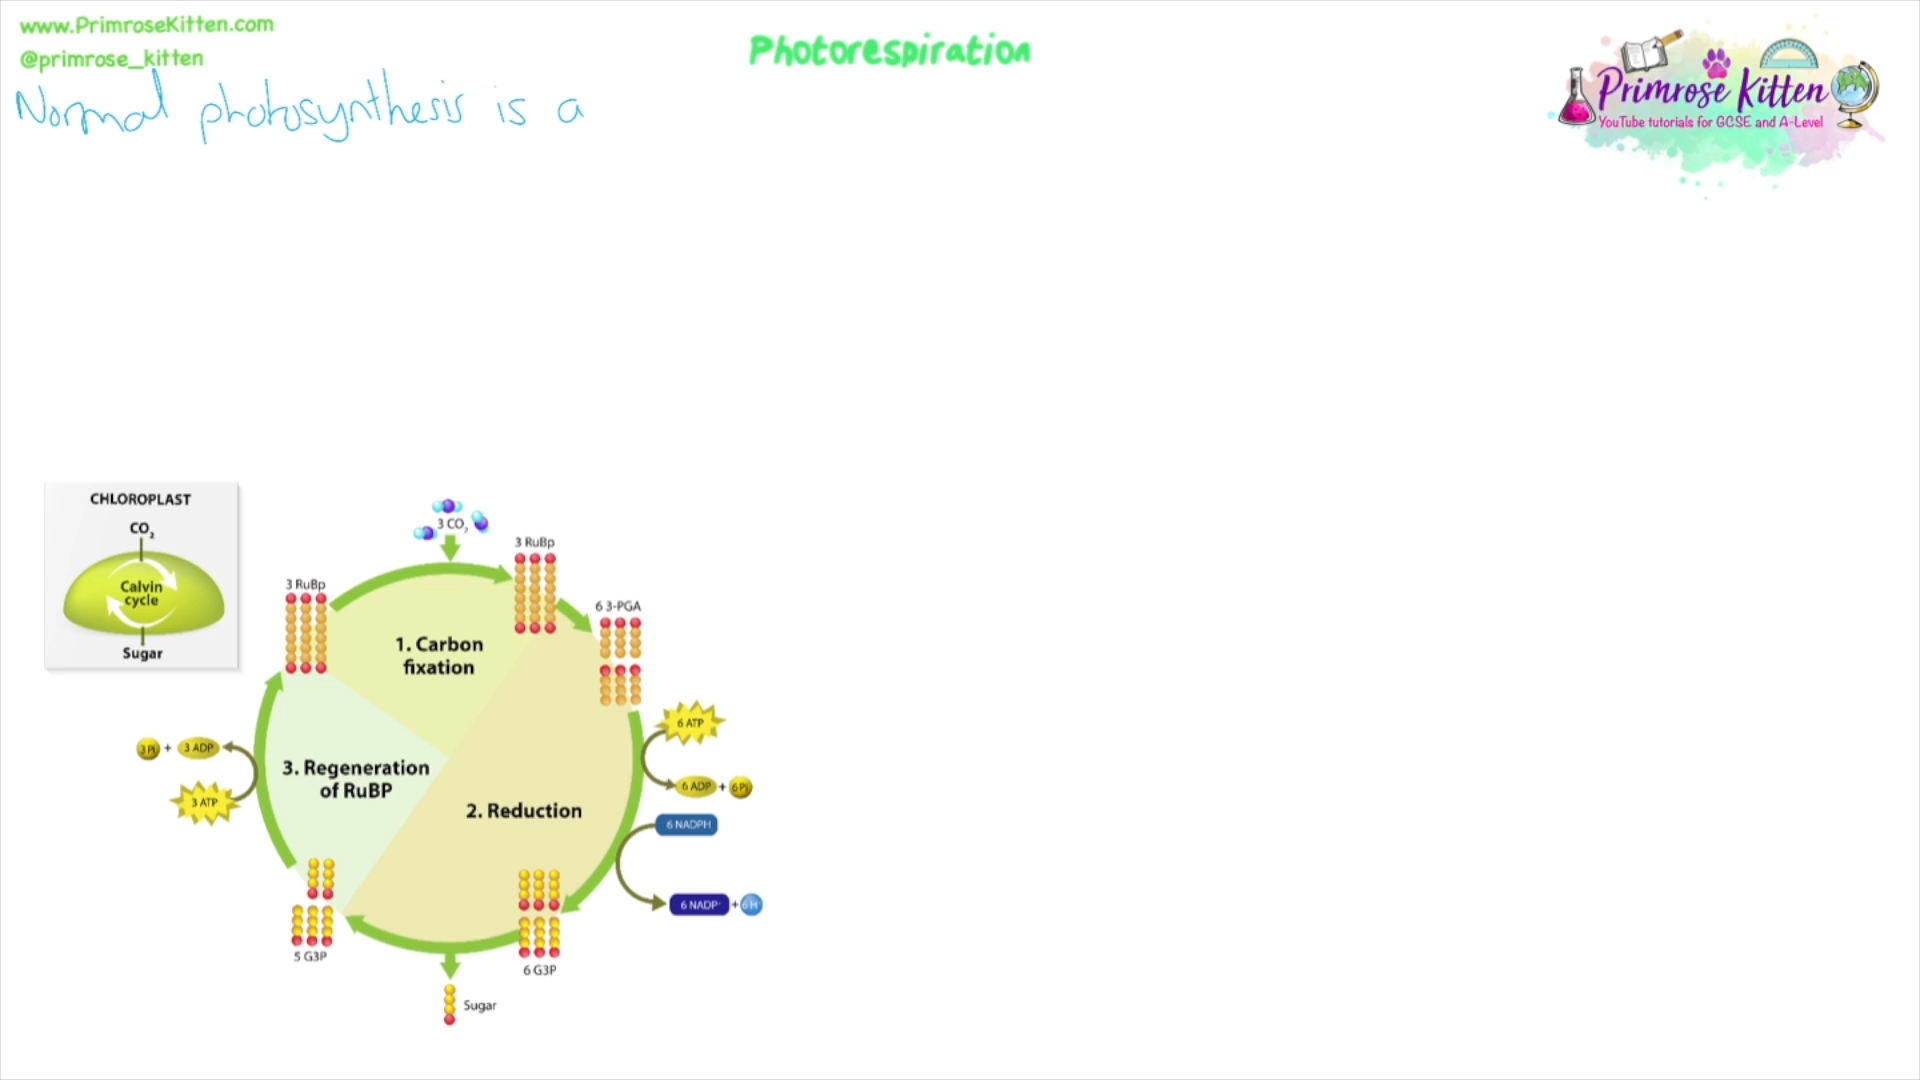 www.PrimroseKitten.com
@primrose_kitten
Photorespiration
Primrose Kitten
YouTube tutorials for GCSE and A-Level
Normal photosynthesis is a
CHLOROPLAST
CO2
Calvin
cycle
Sugar
3 CO2
3 RuBp
3 RuBp
6 3-PGA
1. Carbon
fixation
6 ATP
6 ADP + 6 Pi
3 Pi + 3 ADP
3 ATP
3. Regeneration
of RuBP
2. Reduction
6 NADPH
6 NADP+ + 6 H
5 G3P
6 G3P
Sugar